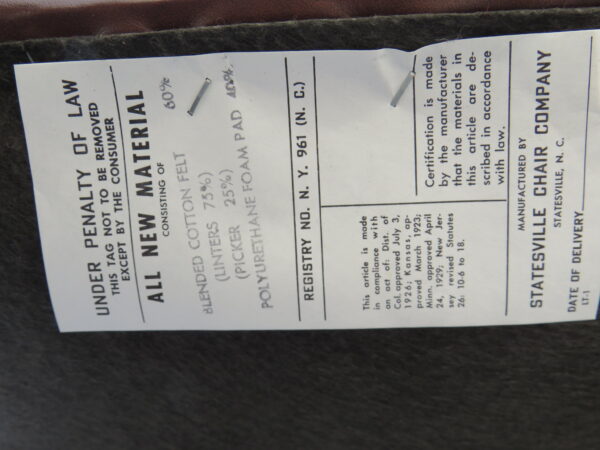 UNDER PENALTY OF LAW
THIS TAG NOT TO BE REMOVED
EXCEPT BY THE CONSUMER
ALL NEW MATERIAL
CONSISTING OF
BLENDED COTTON FELT 60%
(LINTERS 75%)
(PICKER 25%)
POLYURETHANE FOAM PAD 40%
REGISTRY NO. N. Y. 961 (N. C.)
This article is made
in compliance with
an act of: Dist. of
Col. approved July 3,
1926; Kansas, ap-
proved March 1923;
Minn. approved April
24, 1929; New Jer-
sey revised Statutes
26: 10-6 to 18.
Certification is made
by the manufacturer
that the materials in
this article are de-
scribed in accordance
with law.
MANUFACTURED BY
STATESVILLE CHAIR COMPANY
STATESVILLE, N. C.
DATE OF DELIVERY
LT-1